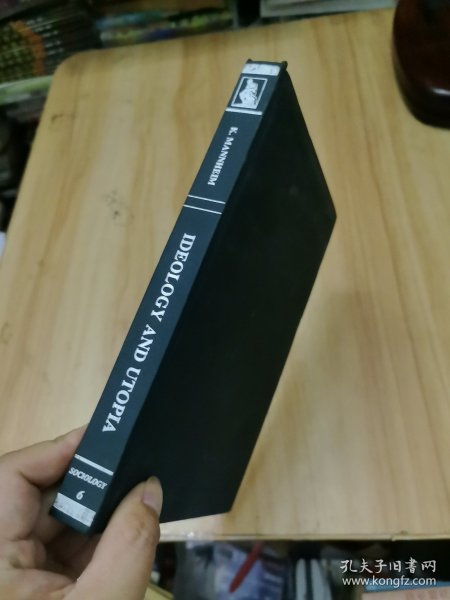 K. MANNHEIM
IDEOLOGY AND UTOPIA
SOCIOLOGY
6
孔夫子旧书网
www.kongfz.com